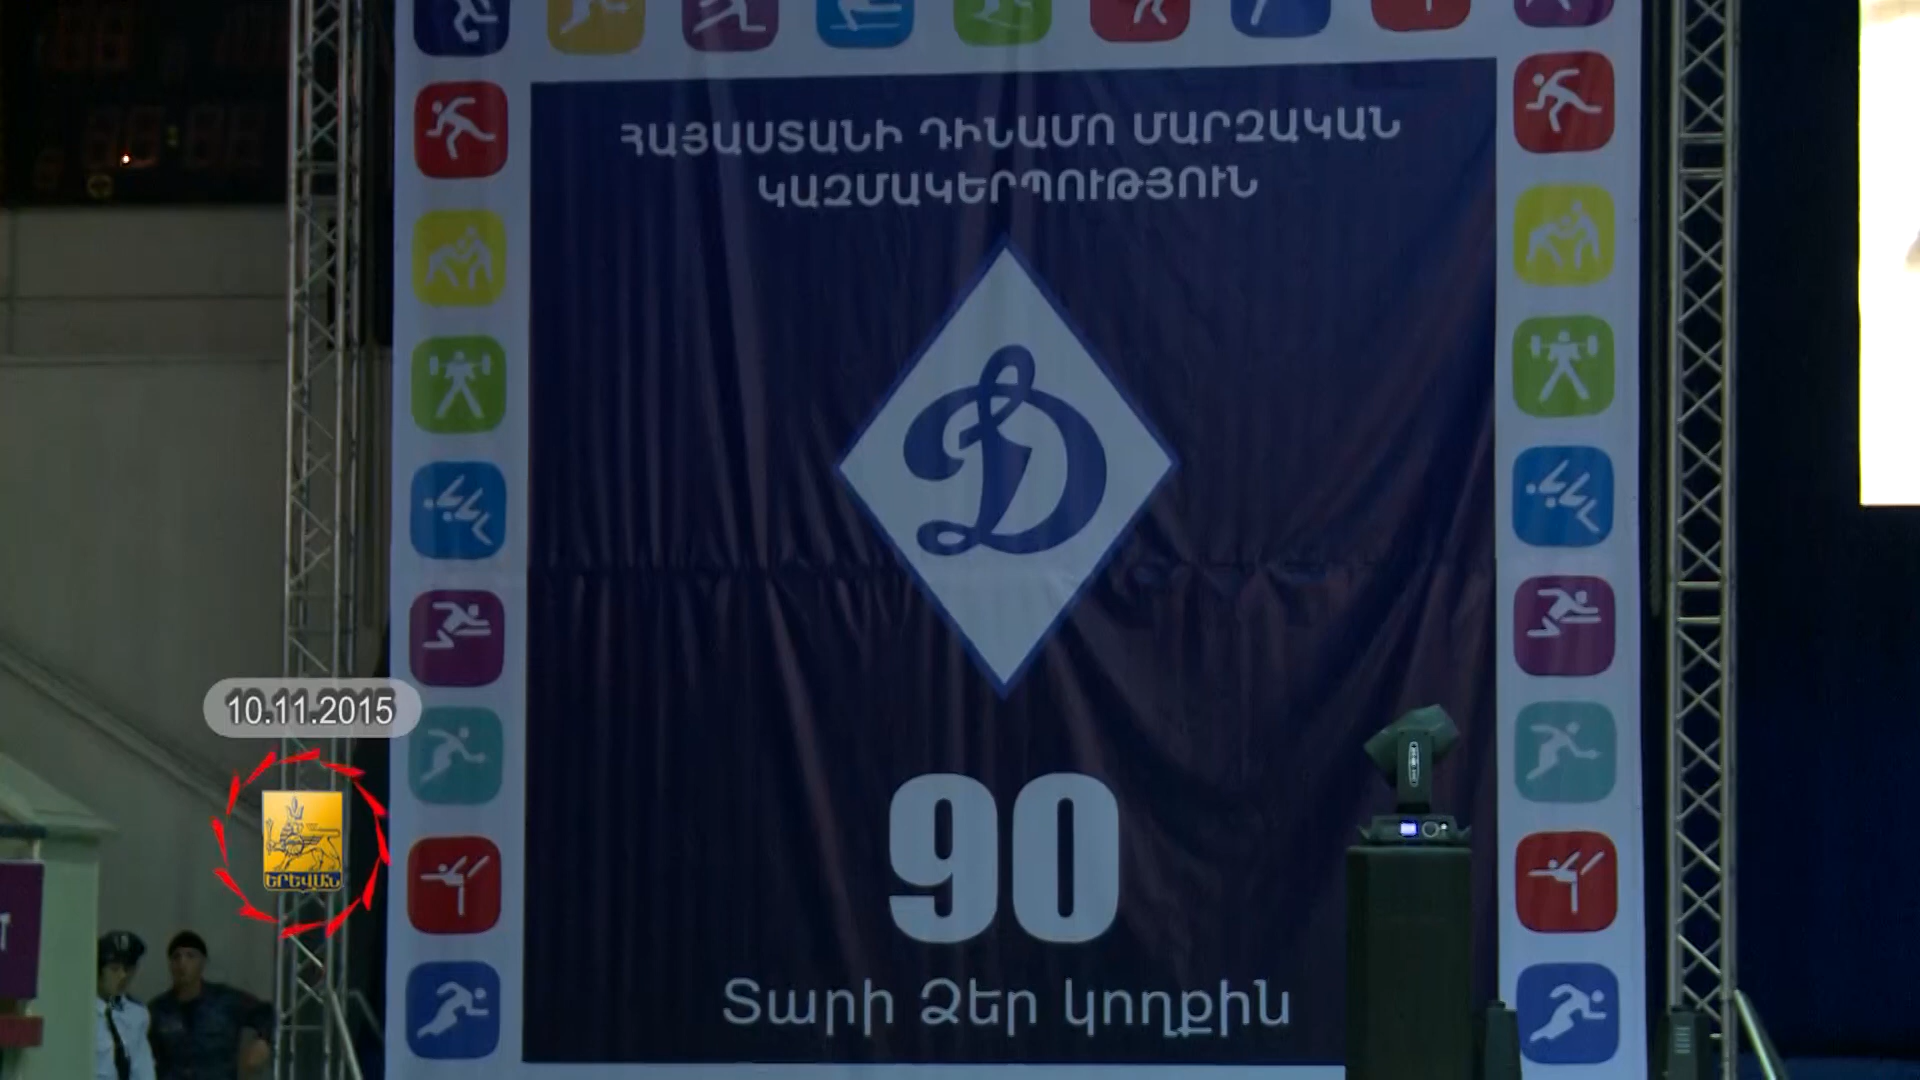 ՀԱՅԱՍՏԱՆԻ ԴԻՆԱՄՈ ՄԱՐԶԱԿԱՆ
ԿԱԶՄԱԿԵՐՊՈՒԹՅՈՒՆ
Д
90
Տարի Ձեր կողքին
10.11.2015
ԵՐԵՎԱՆ